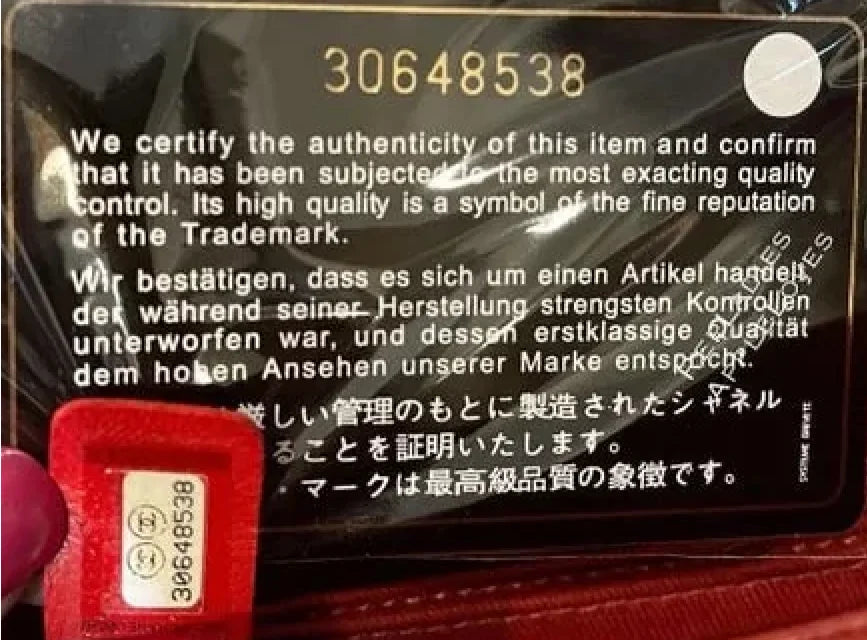 30648538
We certify the authenticity of this item and confirm
that it has been subjected to the most exacting quality
control. Its high quality is a symbol of the fine reputation
of the Trademark.
Wir bestätigen, dass es sich um einen Artikel handelt,
der während seiner Herstellung strengsten Kontrollen
unterworfen war, und dessen erstklassige Qualität
dem hohen Ansehen unserer Marke entspocht.
厳しい管理のもとに製造されたシャネル
ることを証明いたします。
・マークは最高級品質の象徴です。
30648538